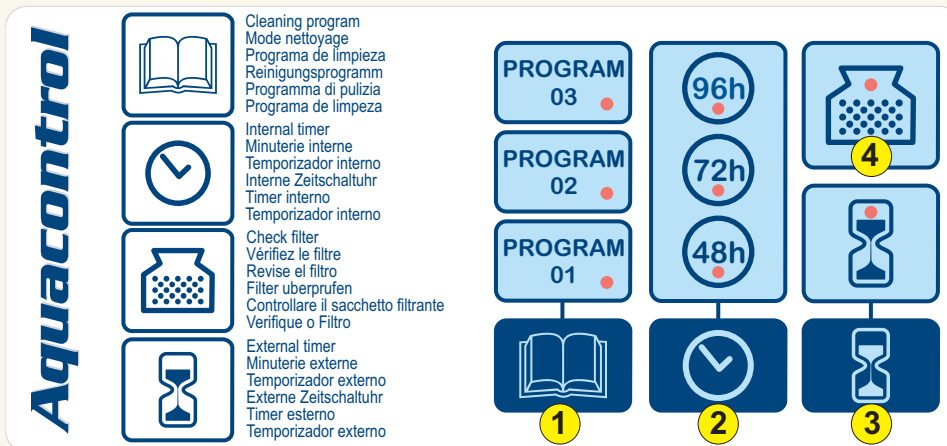 Aquacontrol
Cleaning program
Mode nettoyage
Programa de limpieza
Reinigungsprogramm
Programma di pulizia
Programa de limpeza
Internal timer
Minuterie interne
Temporizador interno
Interne Zeitschaltuhr
Timer interno
Temporizador interno
Check filter
Vérifiez le filtre
Revise el filtro
Filter uberprufen
Controllare il sacchetto filtrante
Verifique o Filtro
External timer
Minuterie externe
Temporizador externo
Externe Zeitschaltuhr
Timer esterno
Temporizador externo
PROGRAM
03
PROGRAM
02
PROGRAM
01
1
96h
72h
48h
2
4
3